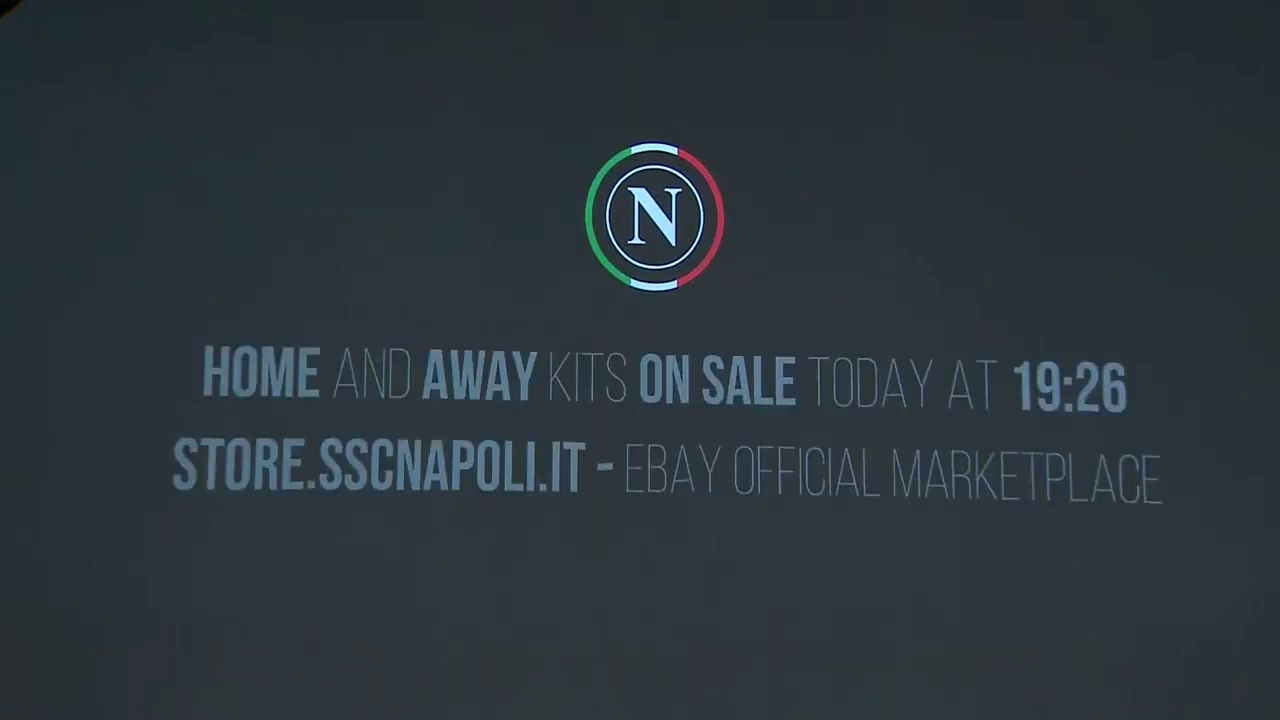 N
HOME AND AWAY KITS ON SALE TODAY AT 19:26
STORE.SSCNAPOLI.IT - EBAY OFFICIAL MARKETPLACE